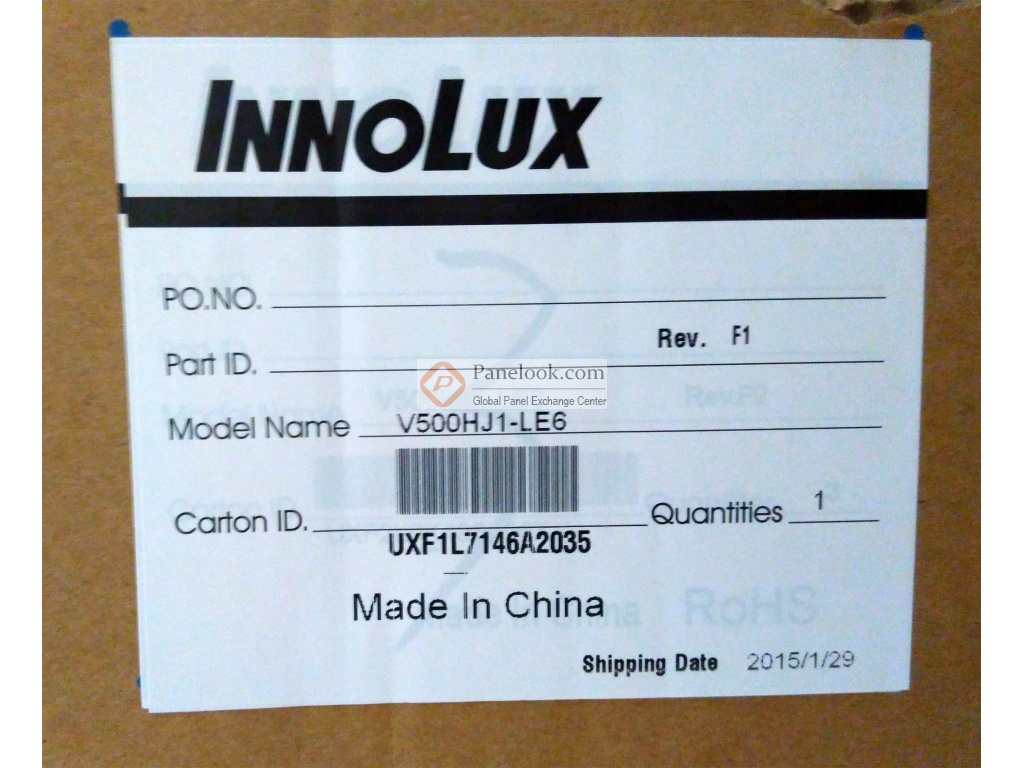 INNOLUX
PO.NO.
Rev. F1
Part ID.
Panelook.com
Global Panel Exchange Center
Model Name V500HJ1-LE6
Carton ID. Quantities 1
UXF1L7146A2035
Made In China
RoHS
Shipping Date 2015/1/29